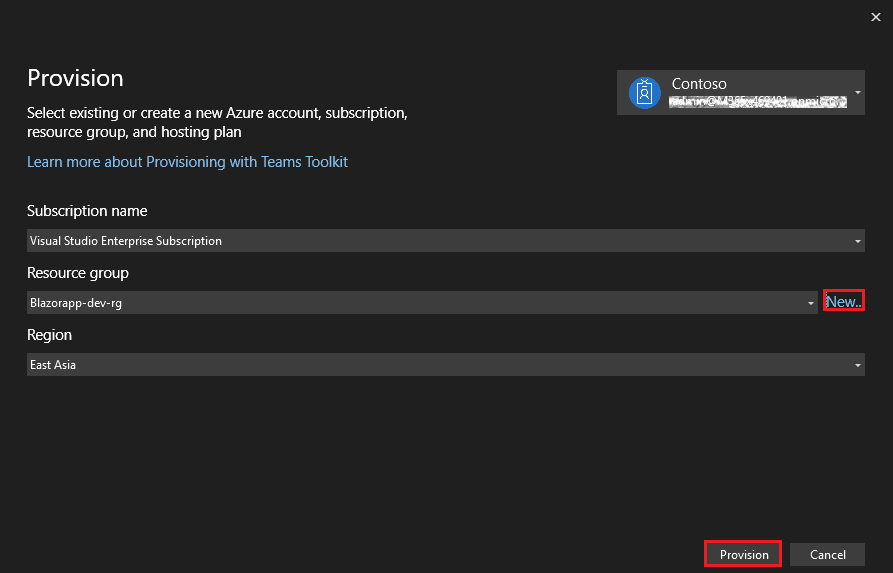 Provision
Contoso
Select existing or create a new Azure account, subscription,
resource group, and hosting plan
Learn more about Provisioning with Teams Toolkit
Subscription name
Visual Studio Enterprise Subscription
Resource group
Blazorapp-dev-rg
New..
Region
East Asia
Provision
Cancel